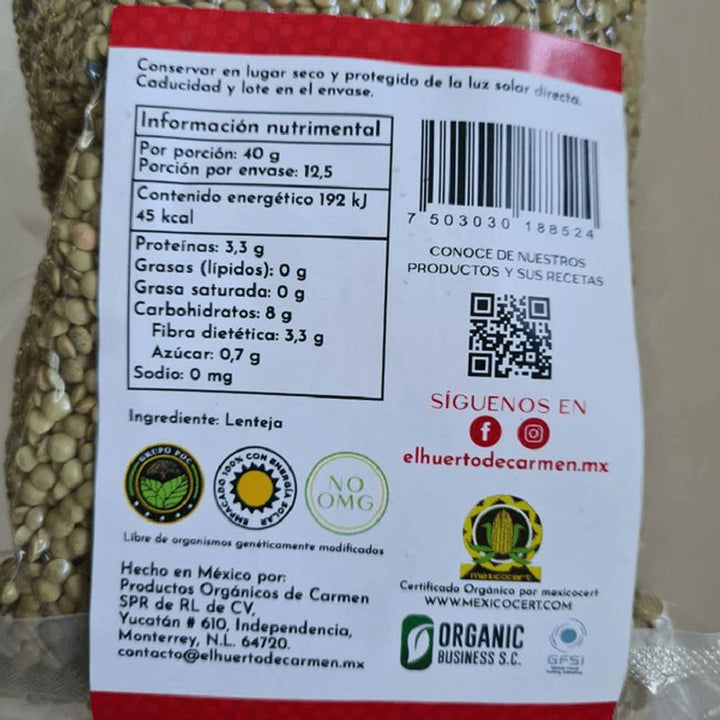 Conservar en lugar seco y protegido de la luz solar directa.
Caducidad y lote en el envase.
Información nutrimental
Por porción: 40 g
Porción por envase: 12,5
Contenido energético 192 kJ
45 kcal
Proteínas: 3,3 g
Grasas (lípidos): 0 g
Grasa saturada: 0 g
Carbohidratos: 8 g
Fibra dietética: 3,3 g
Azúcar: 0,7 g
Sodio: 0 mg
Ingrediente: Lenteja
GRUPO POC
EMPACADO 100% CON ENERGÍA SOLAR
NO
OMG
Libre de organismos genéticamente modificados
Hecho en México por:
Productos Orgánicos de Carmen
SPR de RL de CV,
Yucatán # 610, Independencia,
Monterrey, N.L. 64720.
contacto@elhuertodecarmen.mx
7 503030 188524
CONOCE DE NUESTROS
PRODUCTOS Y SUS RECETAS
SÍGUENOS EN
elhuertodecarmen.mx
mexicocert
Certificado Orgánico por mexicocert
WWW.MEXICOCERT.COM
ORGANIC
BUSINESS S.C.
GFSI